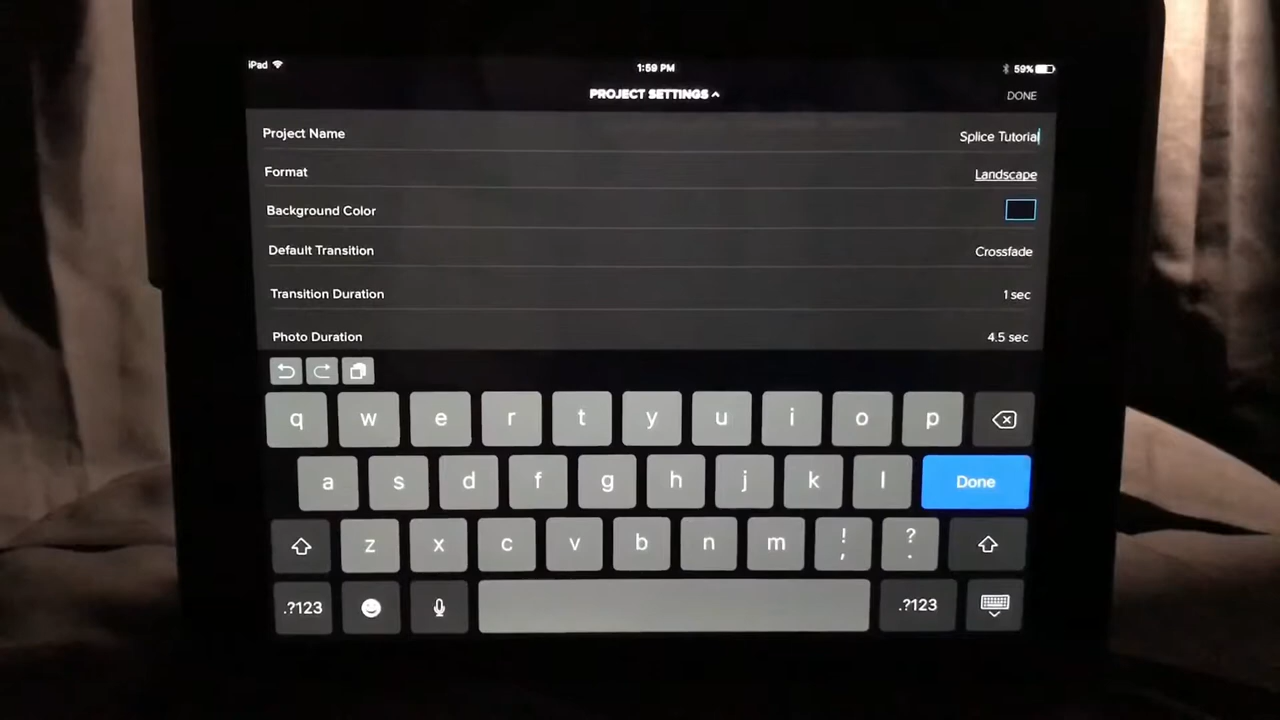 iPad
1:59 PM
59%
PROJECT SETTINGS
DONE
Project Name
Splice Tutorial
Format
Landscape
Background Color
Default Transition
Crossfade
Transition Duration
1 sec
Photo Duration
4.5 sec
q w e r t y u i o p
a s d f g h j k l Done
z x c v b n m ! , ? .
.?123
.?123